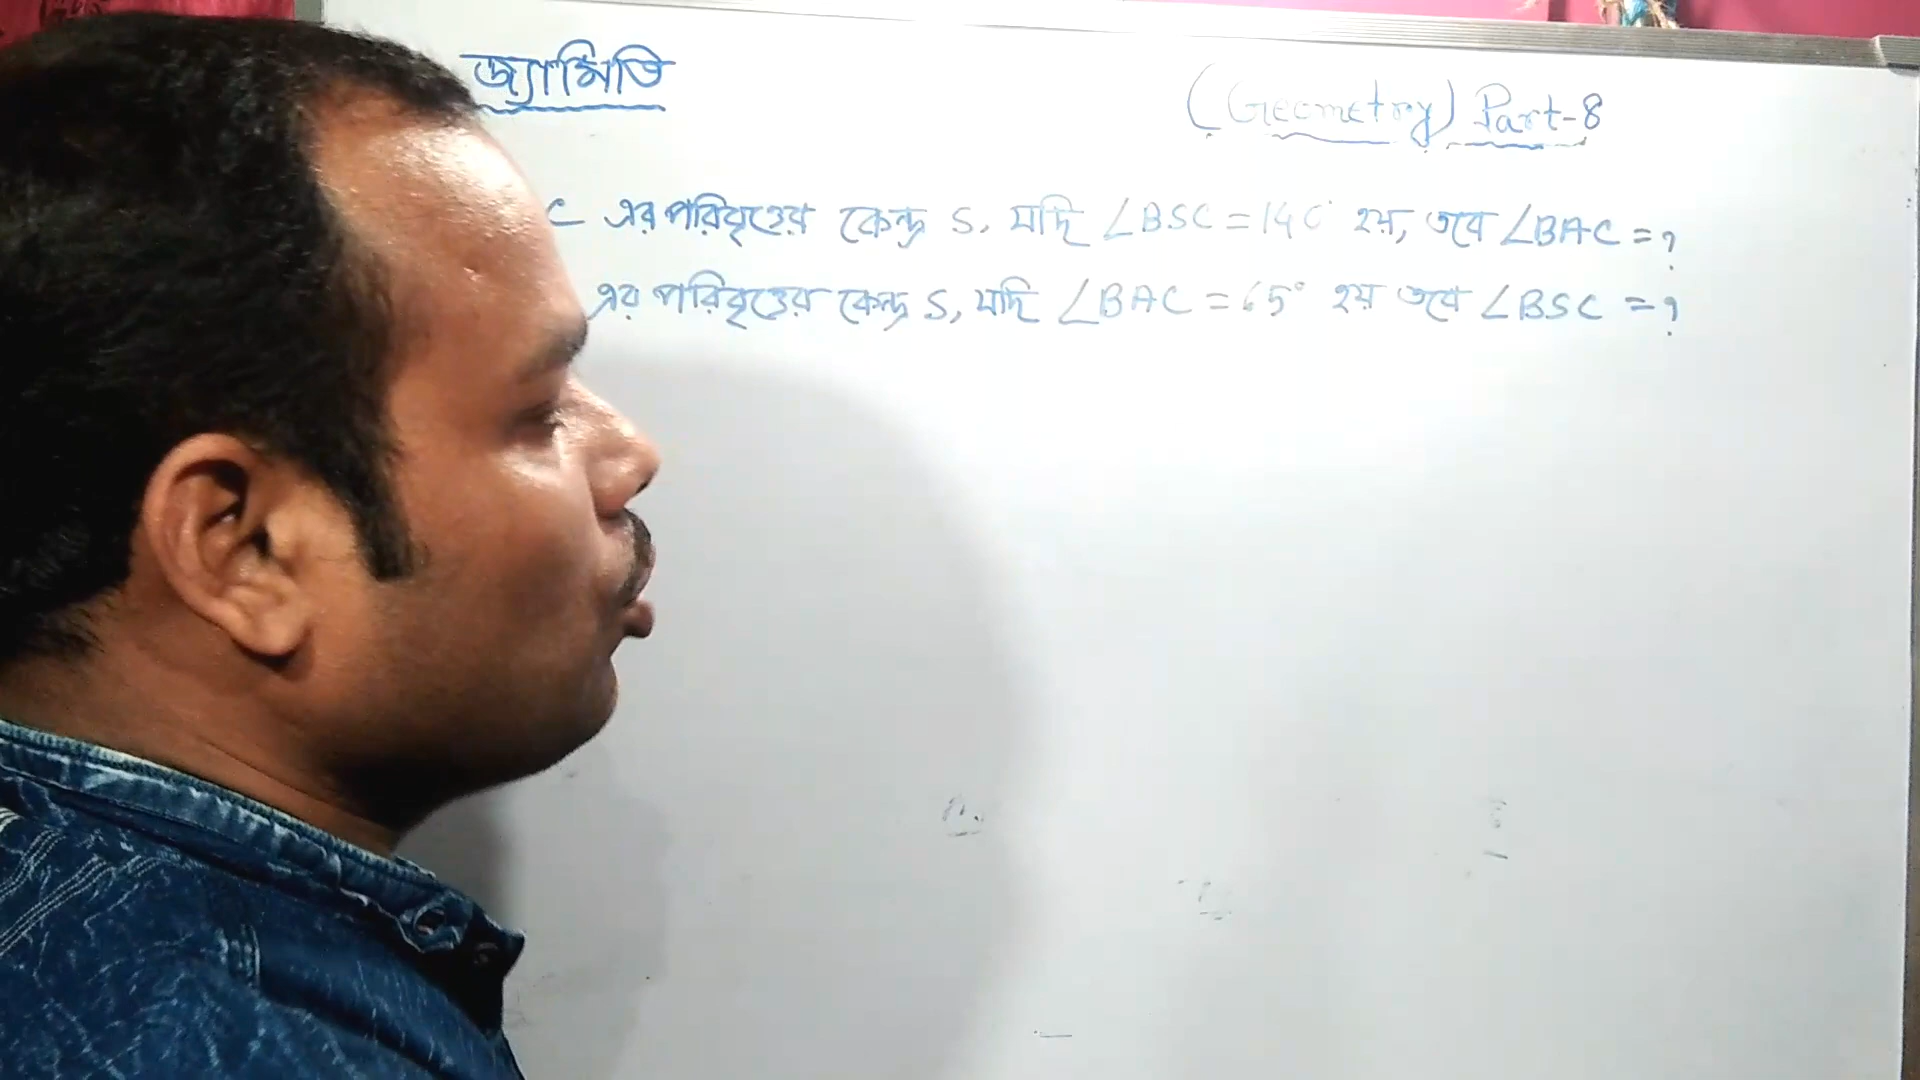 জ্যামিতি
(Geometry) Part-8
C এর পরিবৃত্তের কেন্দ্র S. যদি ∠BSC = 140° হয়, তবে ∠BAC = ?
এর পরিবৃত্তের কেন্দ্র S, যদি ∠BAC = 65° হয় তবে ∠BSC = ?